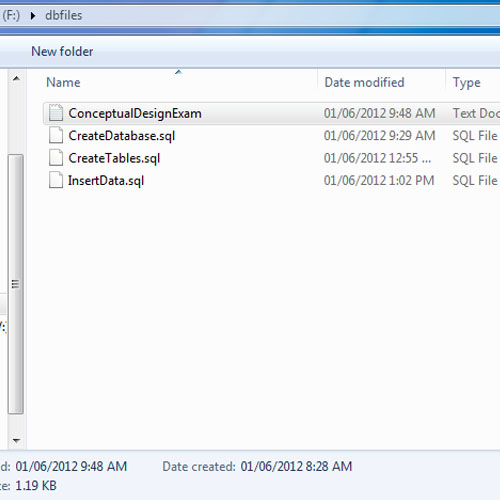 (F:) ▸ dbfiles
New folder
Name Date modified Type
ConceptualDesignExam 01/06/2012 9:48 AM Text Doc
CreateDatabase.sql 01/06/2012 9:29 AM SQL File
CreateTables.sql 01/06/2012 12:55 ... SQL File
InsertData.sql 01/06/2012 1:02 PM SQL File
d: 01/06/2012 9:48 AM Date created: 01/06/2012 8:28 AM
e: 1.19 KB